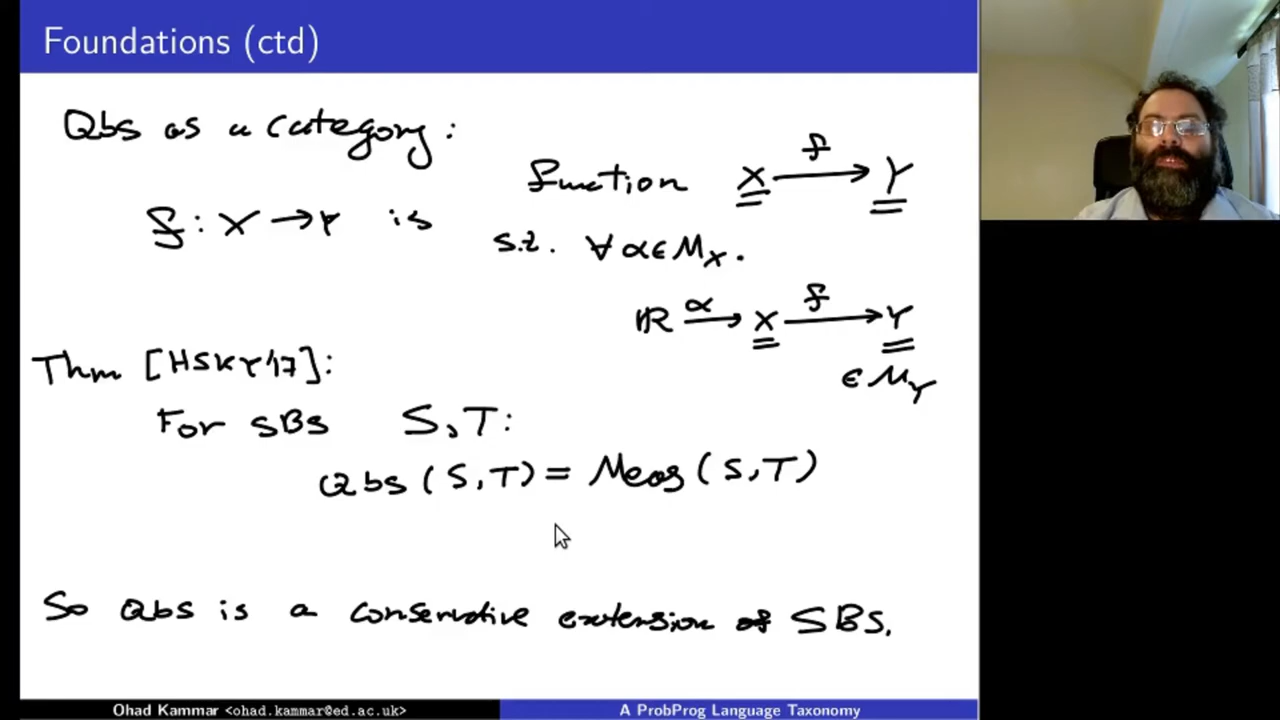 Foundations (ctd)
Qbs as a category:
f: X → Y is function X —f→ Y
s.t. ∀ α ∈ M_X.
ℝ —α→ X —f→ Y
∈ M_Y
Thm [HSKY'17]:
For SBS S, T:
Qbs(S,T) = Meas(S,T)
So Qbs is a conservative extension of SBS.
Ohad Kammar <ohad.kammar@ed.ac.uk> A ProbProg Language Taxonomy